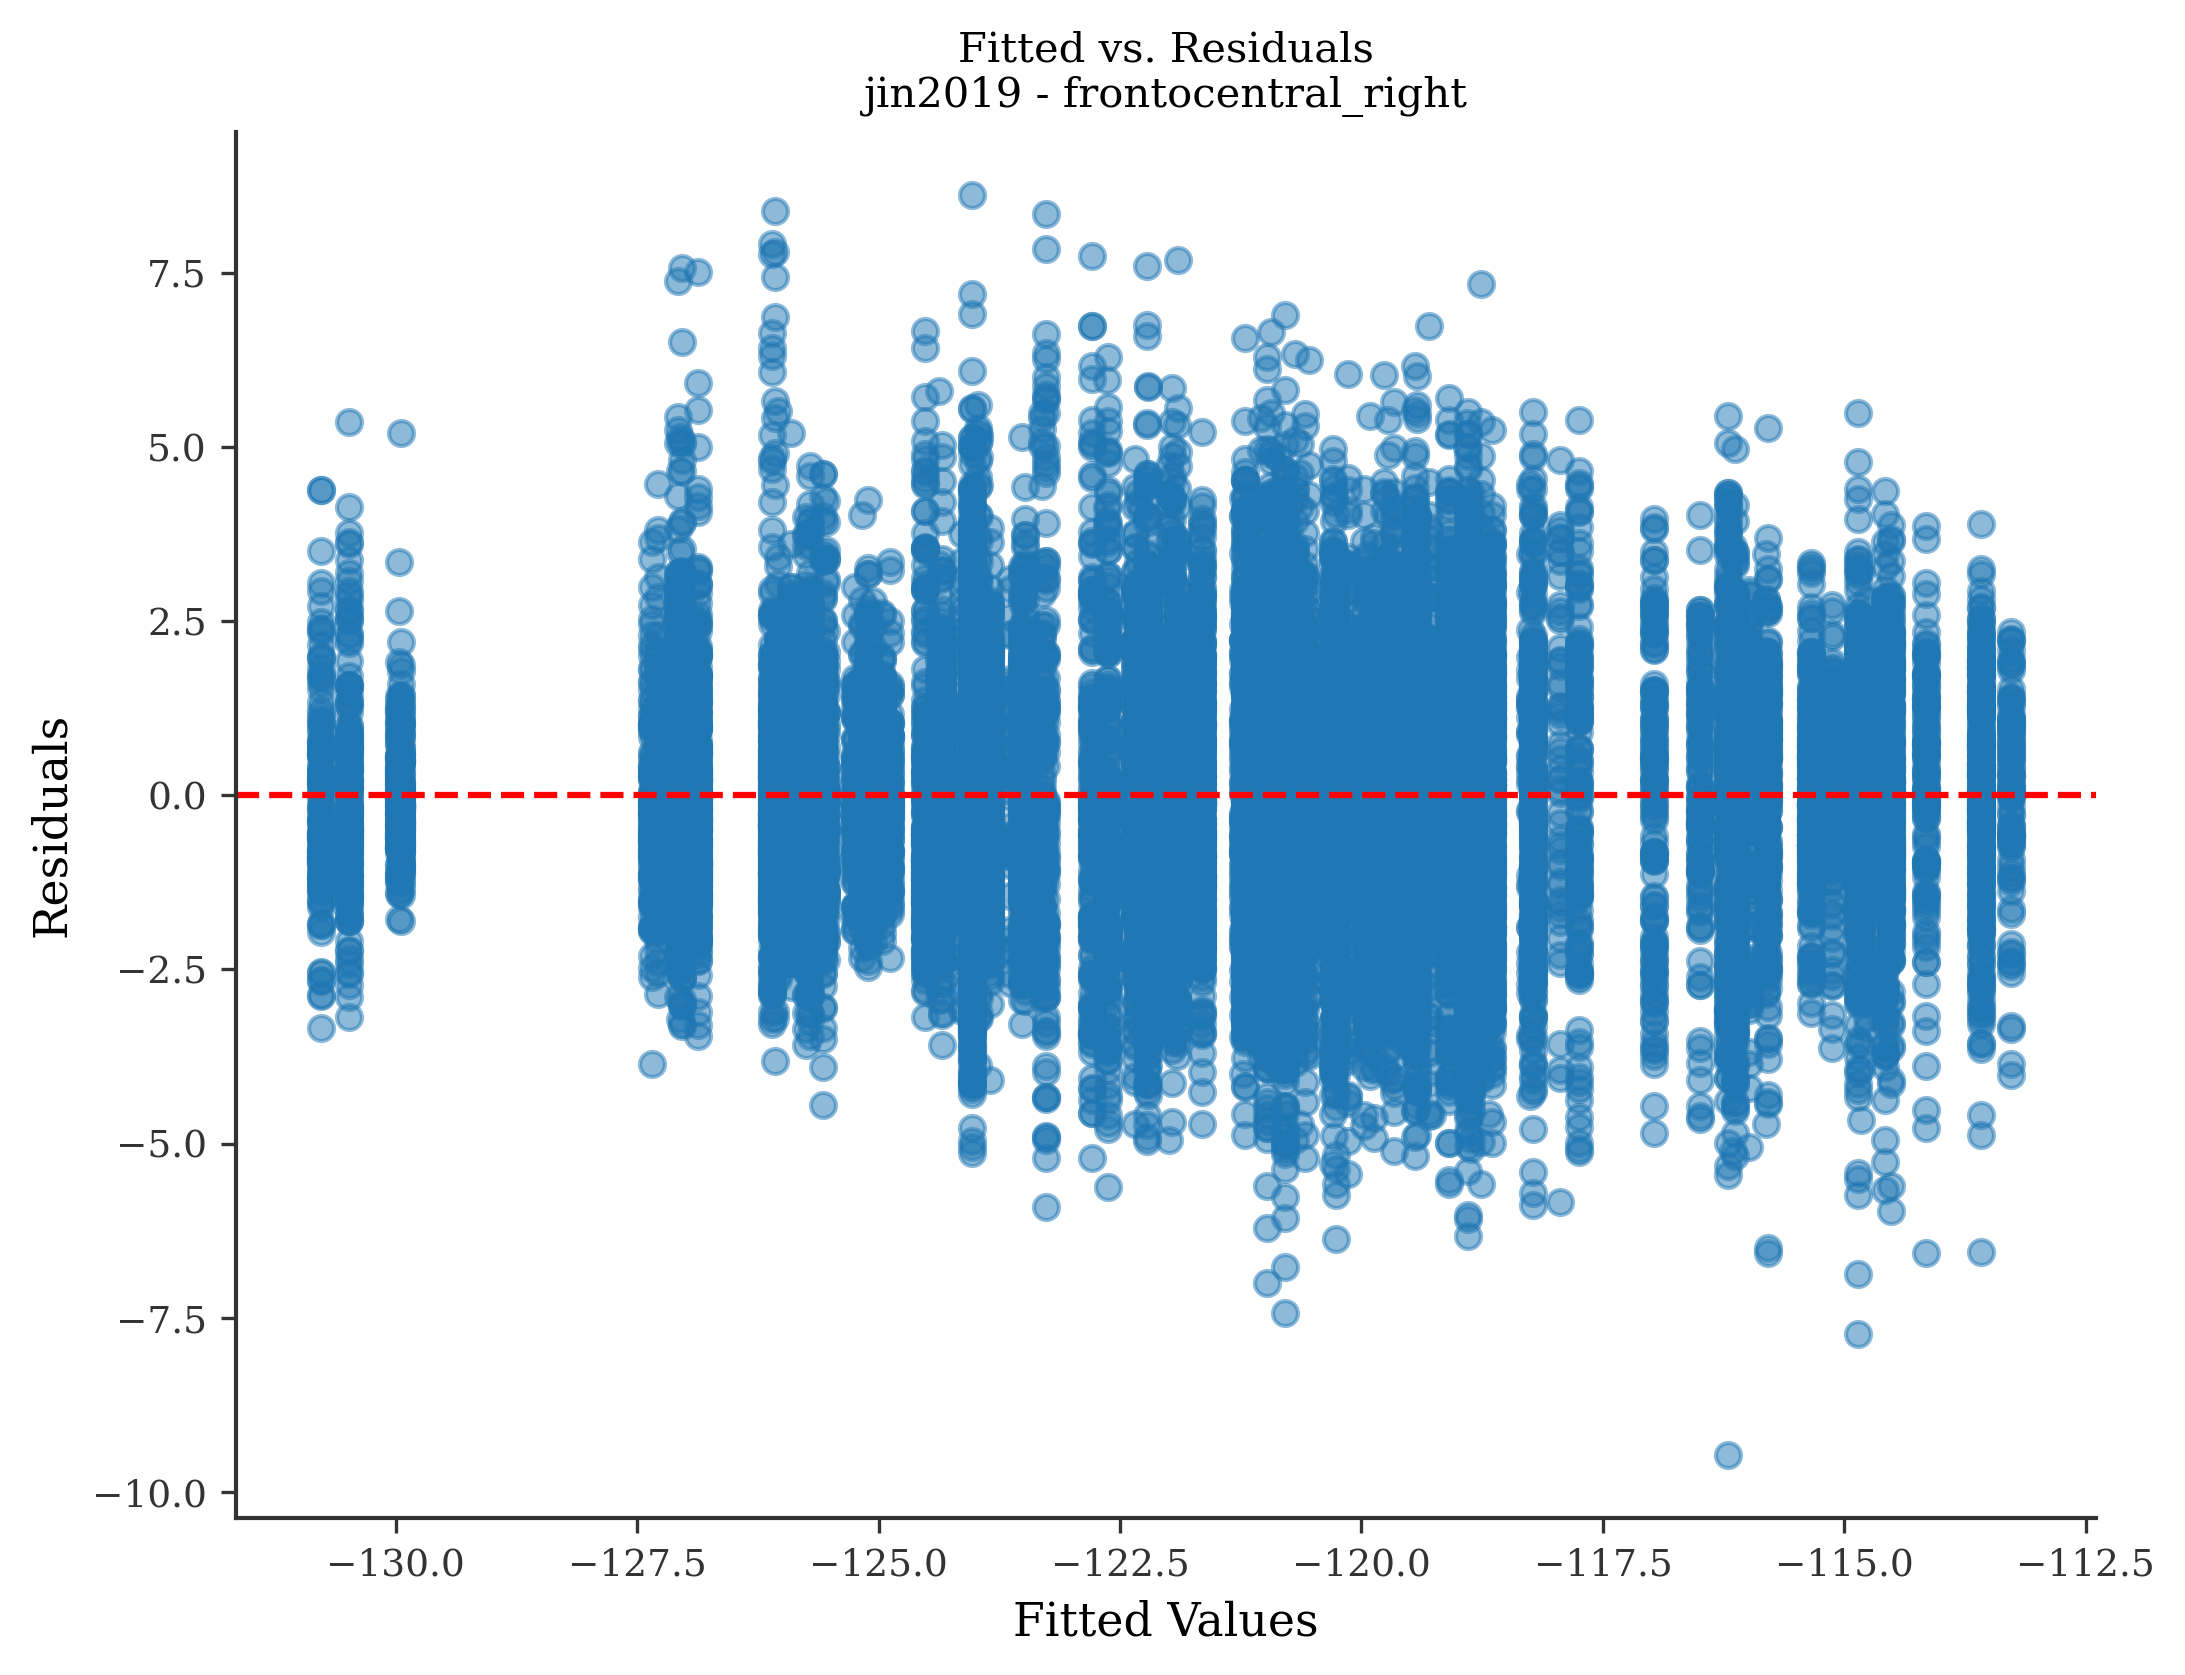 Fitted vs. Residuals
jin2019 - frontocentral_right
7.5
5.0
2.5
0.0
−2.5
−5.0
−7.5
−10.0
Residuals
−130.0 −127.5 −125.0 −122.5 −120.0 −117.5 −115.0 −112.5
Fitted Values